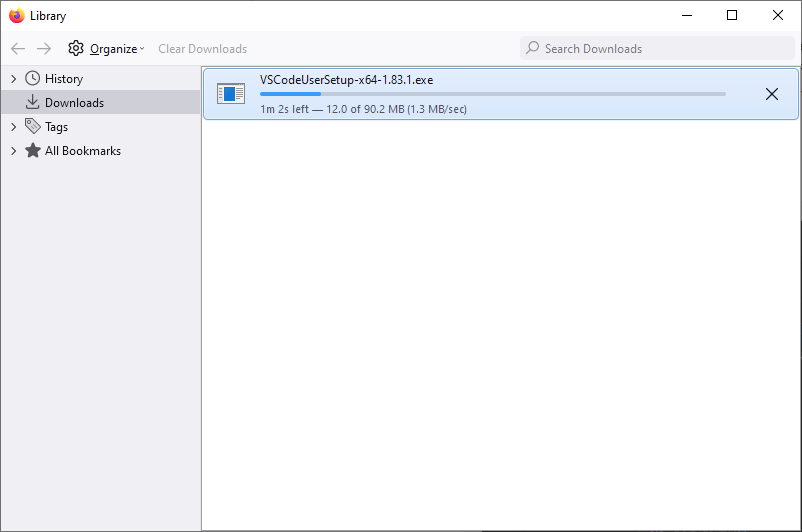 Library
Organize
Clear Downloads
Search Downloads
History
Downloads
Tags
All Bookmarks
VSCodeUserSetup-x64-1.83.1.exe
1m 2s left — 12.0 of 90.2 MB (1.3 MB/sec)